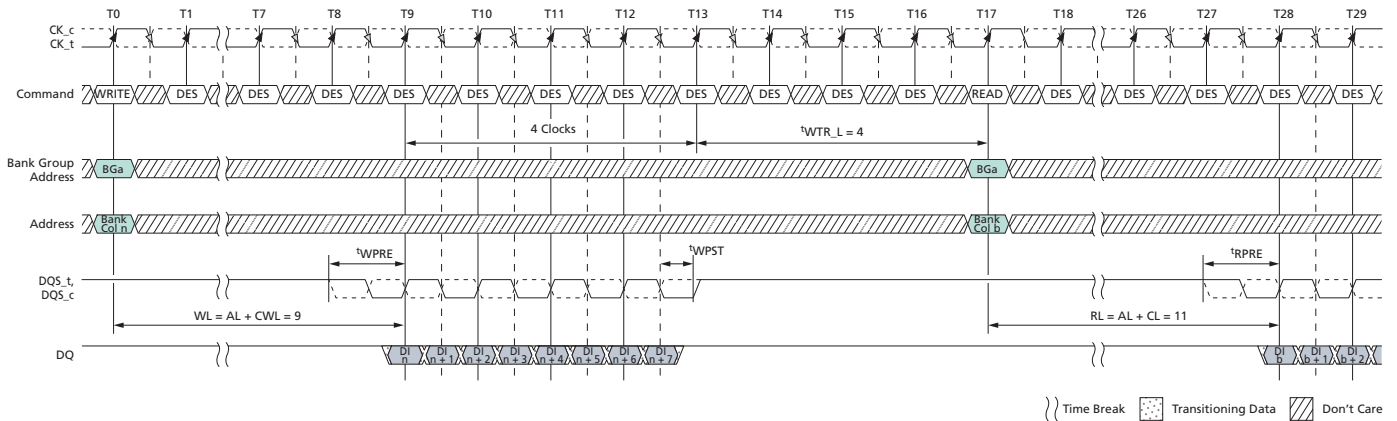 T0 T1 T7 T8 T9 T10 T11 T12 T13 T14 T15 T16 T17 T18 T26 T27 T28 T29
CK_c
CK_t
Command WRITE DES DES DES DES DES DES DES DES DES DES DES READ DES DES DES DES DES
4 Clocks tWTR_L = 4
Bank Group
Address BGa BGa
Address Bank
Col n Bank
Col b
tWPRE tWPST tRPRE
DQS_t,
DQS_c
WL = AL + CWL = 9 RL = AL + CL = 11
DQ DI
n DI
n + 1 DI
n + 2 DI
n + 3 DI
n + 4 DI
n + 5 DI
n + 6 DI
n + 7 DI
b DI
b + 1 DI
b + 2
Time Break Transitioning Data Don't Care